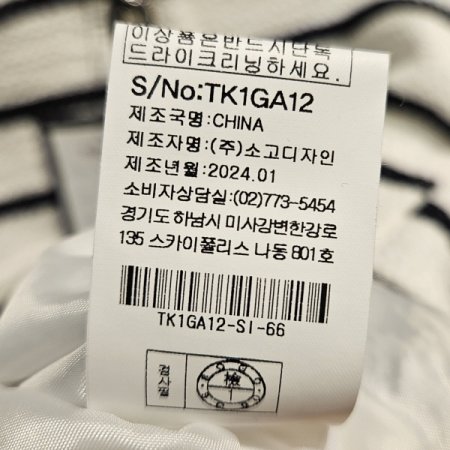 이상품은반드시단독
드라이크리닝하세요.
S/No:TK1GA12
제조국명:CHINA
제조자명:(주)소고디자인
제조년월:2024.01
소비자상담실:(02)773-5454
경기도 하남시 미사강변한강로
135 스카이폴리스 나동 801호
TK1GA12-SI-66
검사필
檢